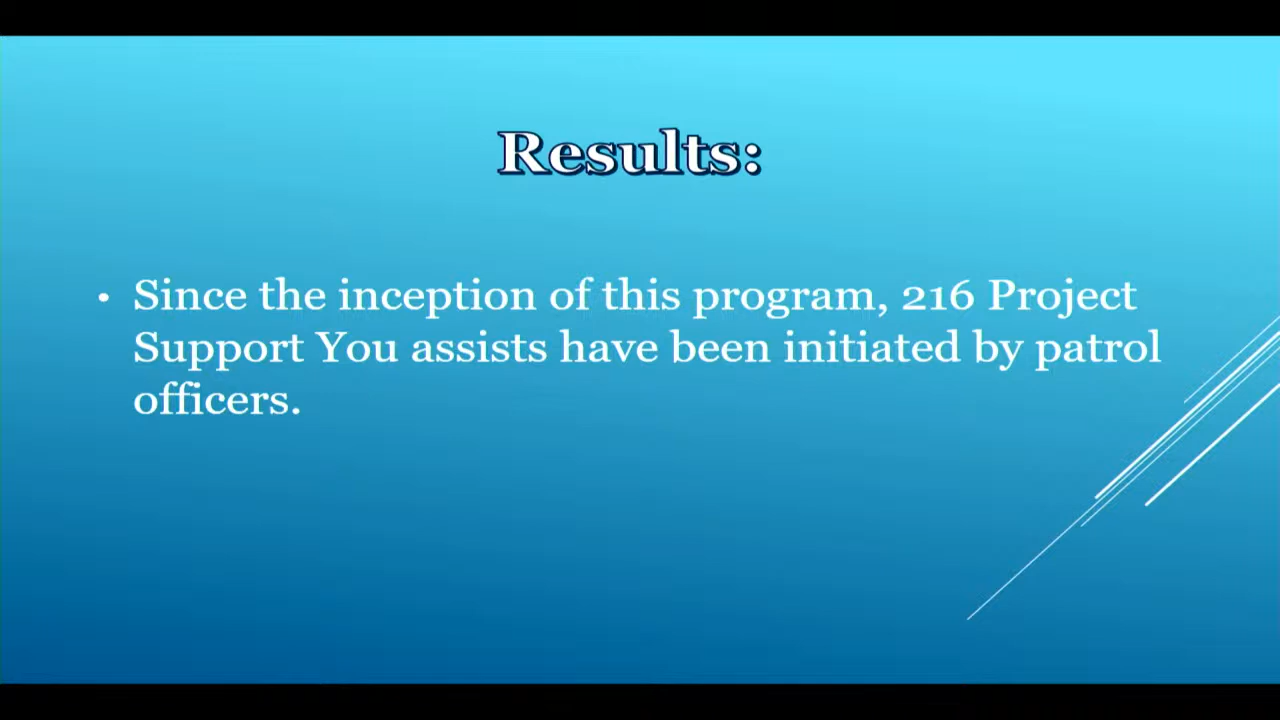 Results:
• Since the inception of this program, 216 Project
Support You assists have been initiated by patrol
officers.